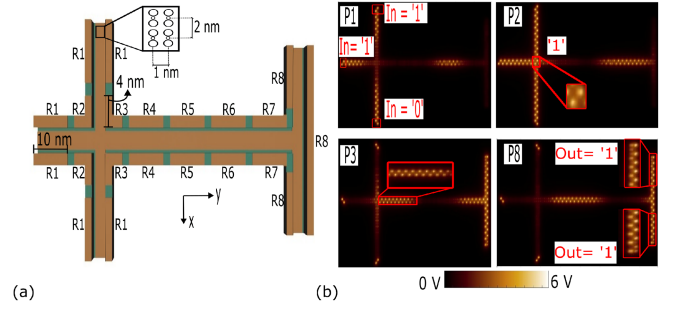 2 nm
1 nm
R1
R1
4 nm
R8
R1
R2
R3
R4
R5
R6
R7
10 nm
R8
R1
R2
R3
R4
R5
R6
R7
R8
R1
R1
y
x
(a)
P1
In = '1'
In= '1'
In = '0'
P2
'1'
P3
P8
Out= '1'
Out= '1'
0 V
6 V
(b)